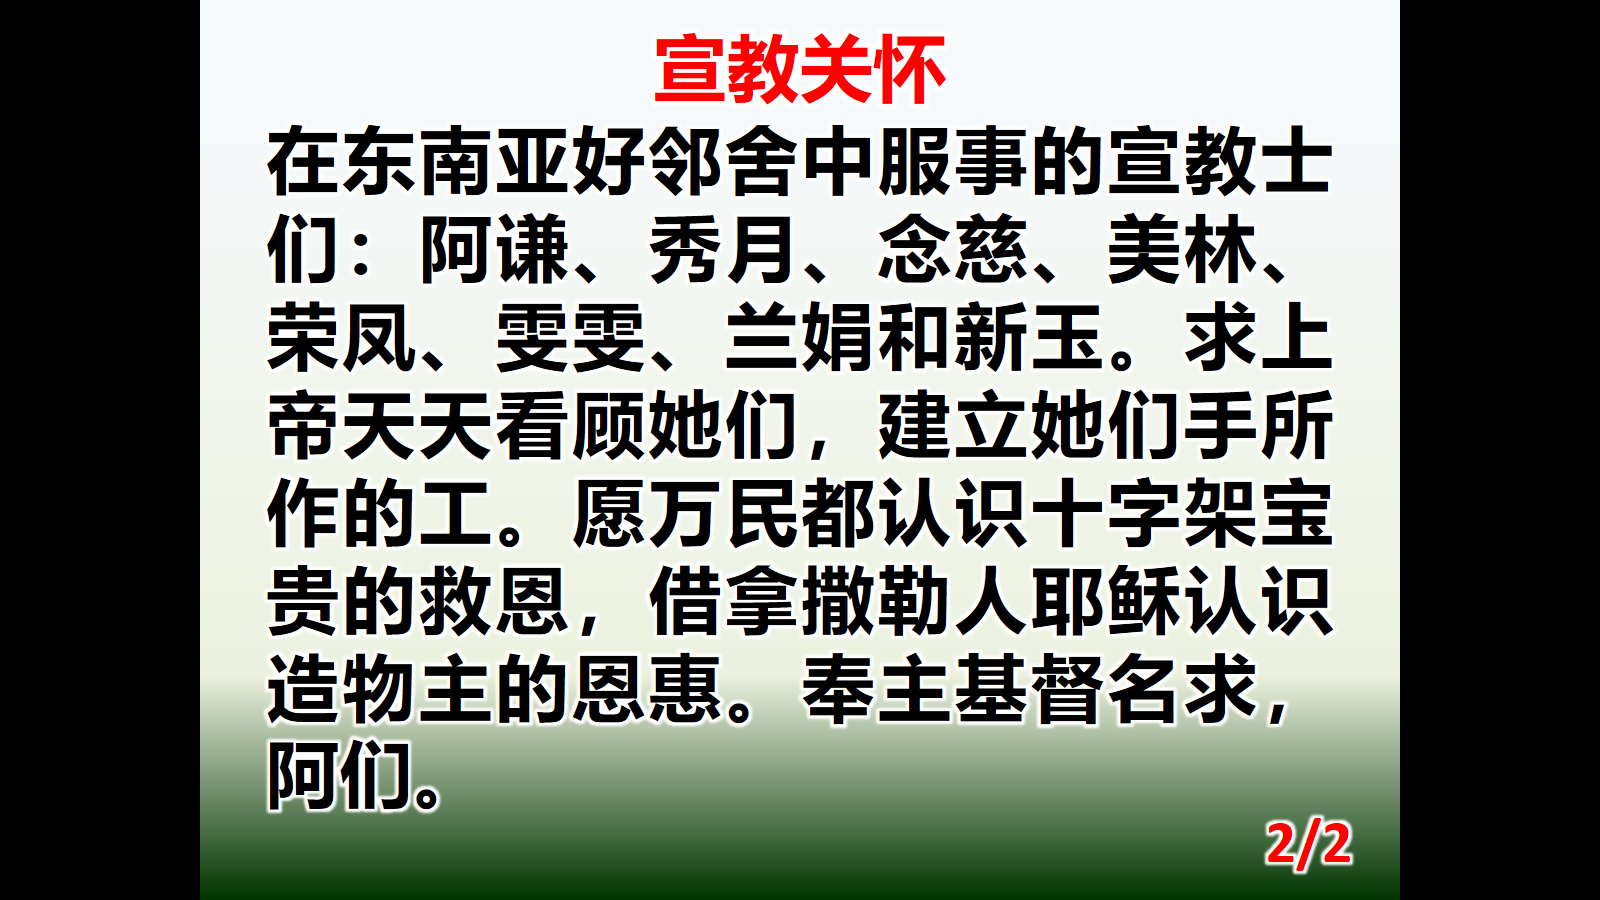 宣教关怀
在东南亚好邻舍中服事的宣教士
们：阿谦、秀月、念慈、美林、
荣凤、雯雯、兰娟和新玉。求上
帝天天看顾她们，建立她们手所
作的工。愿万民都认识十字架宝
贵的救恩，借拿撒勒人耶稣认识
造物主的恩惠。奉主基督名求，
阿们。
2/2